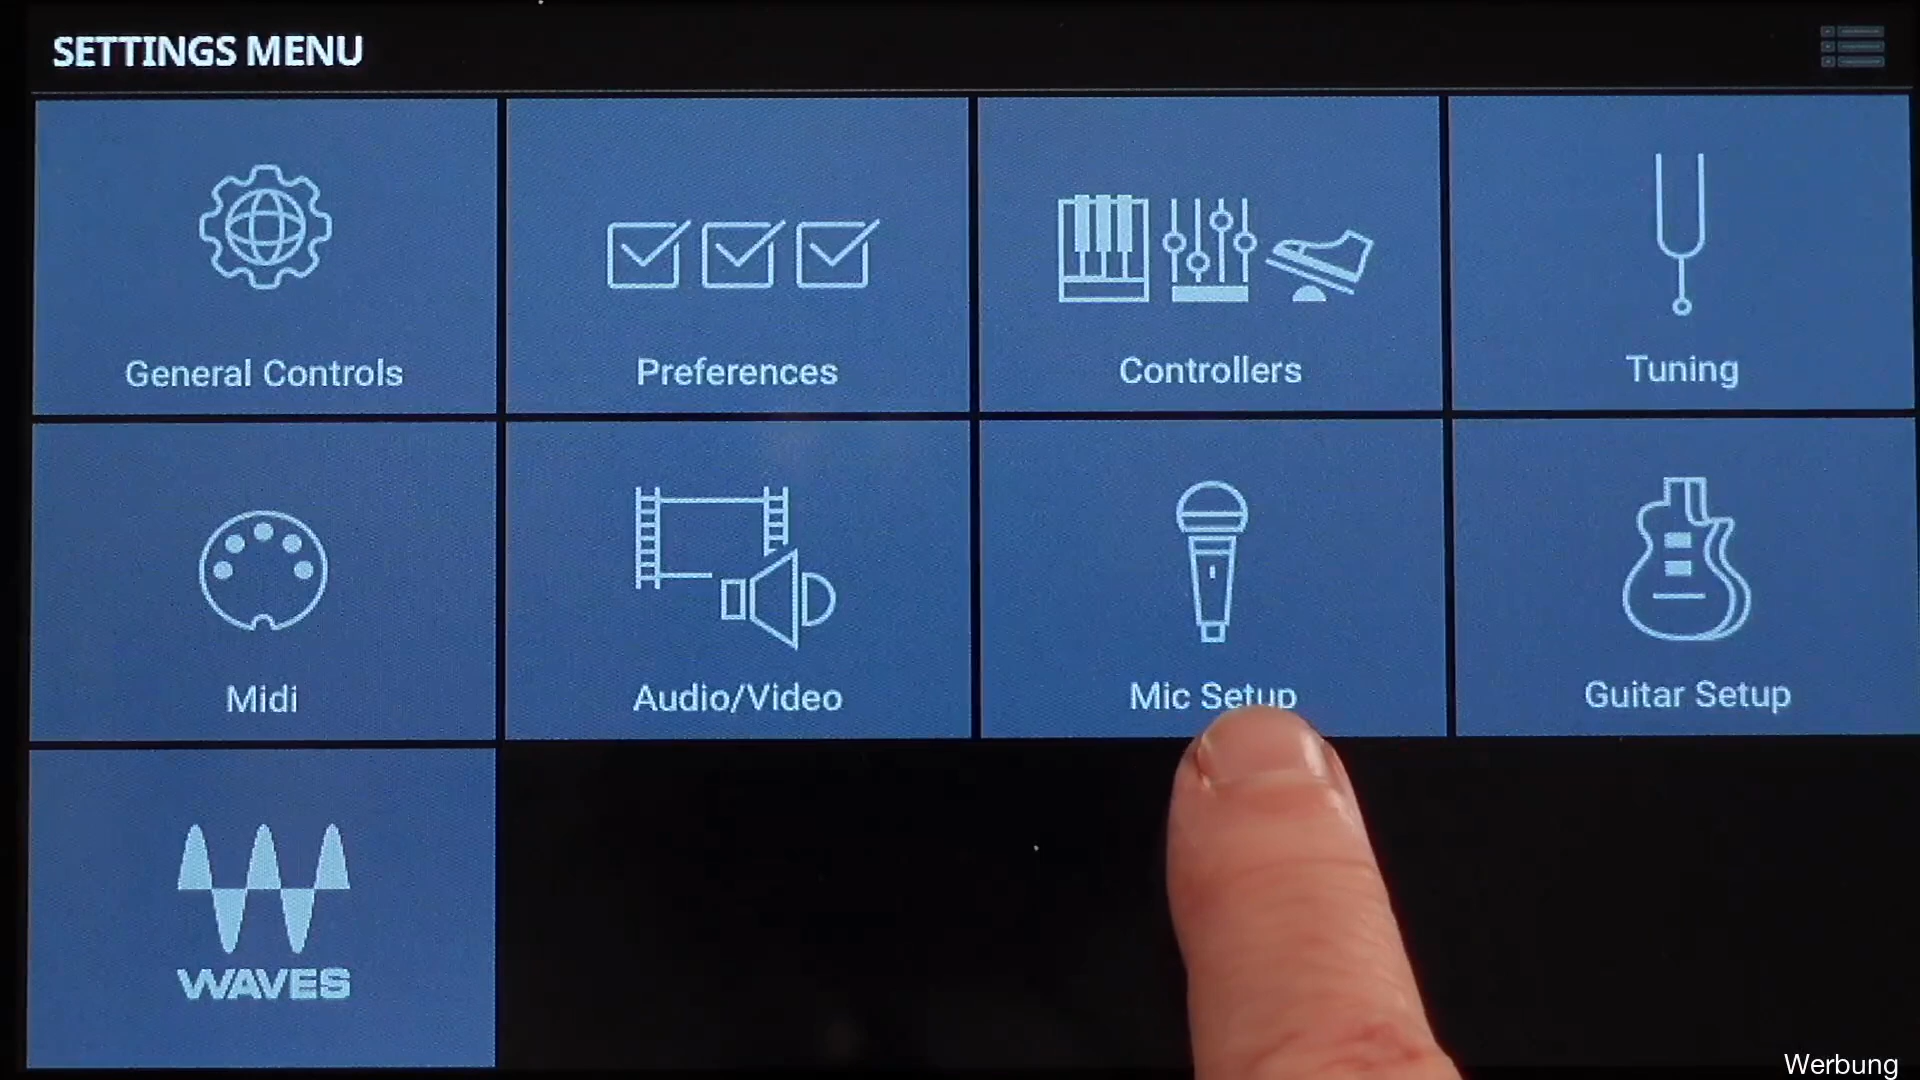 SETTINGS MENU
General Controls
Preferences
Controllers
Tuning
Midi
Audio/Video
Mic Setup
Guitar Setup
WAVES
Werbung